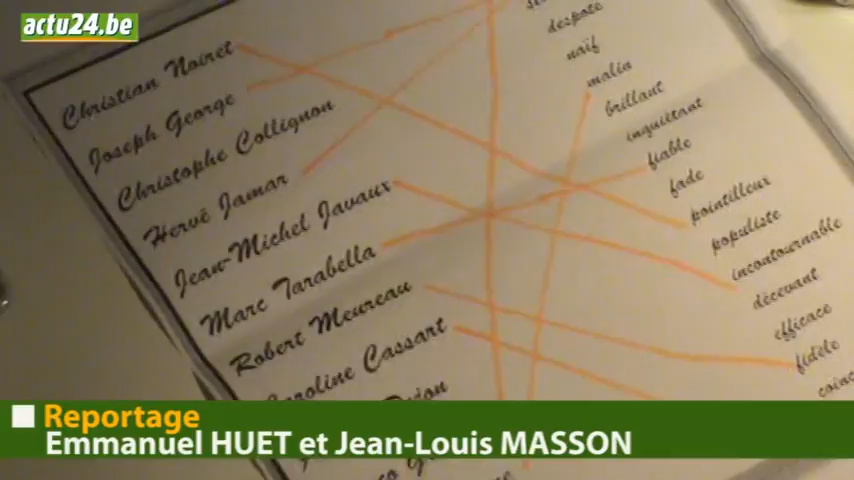 actu24.be
Christian Noiret
Joseph George
Christophe Collignon
Hervé Jamar
Jean-Michel Javaux
Marc Tarabella
Robert Meureau
Caroline Cassart
despote
naïf
malin
brillant
inquiétant
fiable
fade
pointilleux
populiste
incontournable
décevant
efficace
fidèle
Reportage
Emmanuel HUET et Jean-Louis MASSON